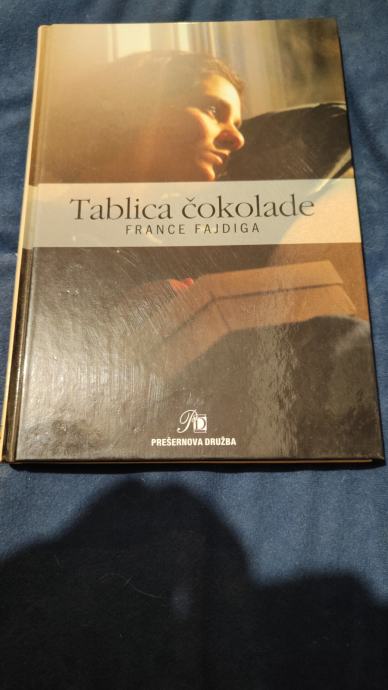 Tablica čokolade
FRANCE FAJDIGA
PD
PREŠERNOVA DRUŽBA